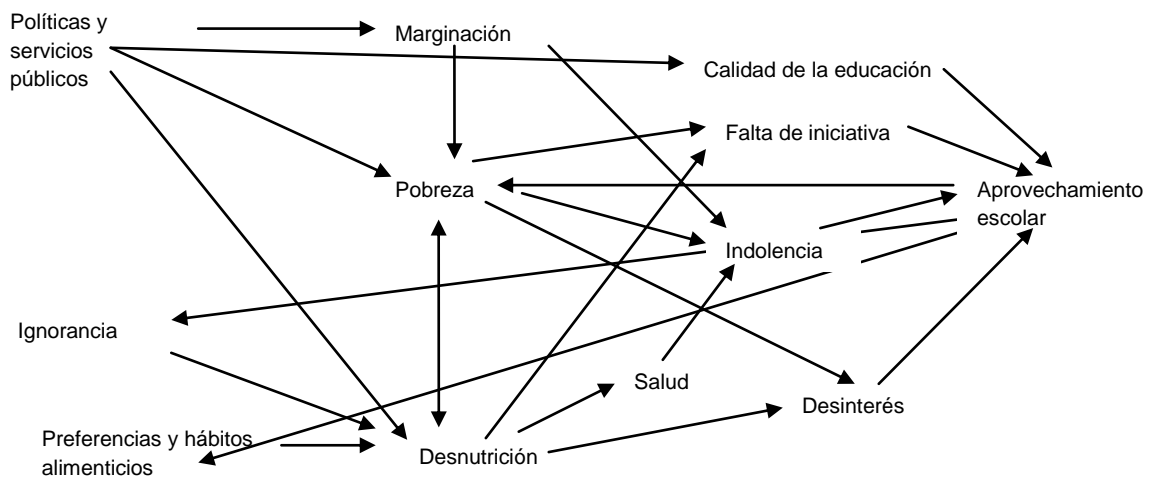 Políticas y
servicios
públicos
Marginación
Calidad de la educación
Falta de iniciativa
Pobreza
Aprovechamiento
escolar
Indolencia
Ignorancia
Salud
Desinterés
Preferencias y hábitos
alimenticios
Desnutrición